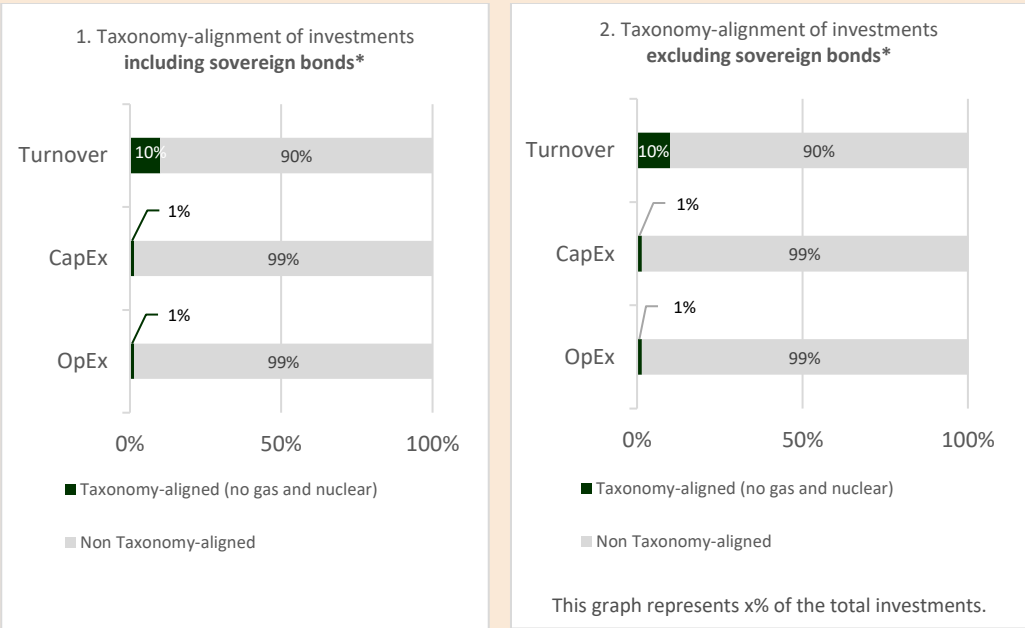 1. Taxonomy-alignment of investments
including sovereign bonds*
Turnover
10%
90%
1%
CapEx
99%
1%
OpEx
99%
0%
50%
100%
Taxonomy-aligned (no gas and nuclear)
Non Taxonomy-aligned
2. Taxonomy-alignment of investments
excluding sovereign bonds*
Turnover
10%
90%
1%
CapEx
99%
1%
OpEx
99%
0%
50%
100%
Taxonomy-aligned (no gas and nuclear)
Non Taxonomy-aligned
This graph represents x% of the total investments.